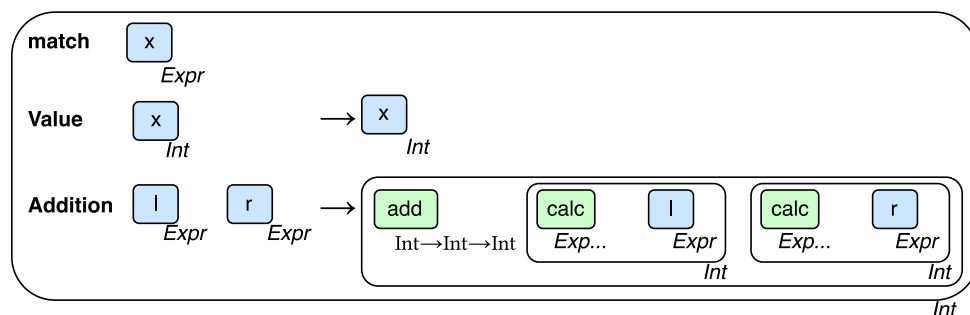 match x
Expr
Value x → x
Int Int
Addition l r → add calc l calc r
Expr Expr Int→Int→Int Exp... Expr Exp... Expr
Int Int
Int